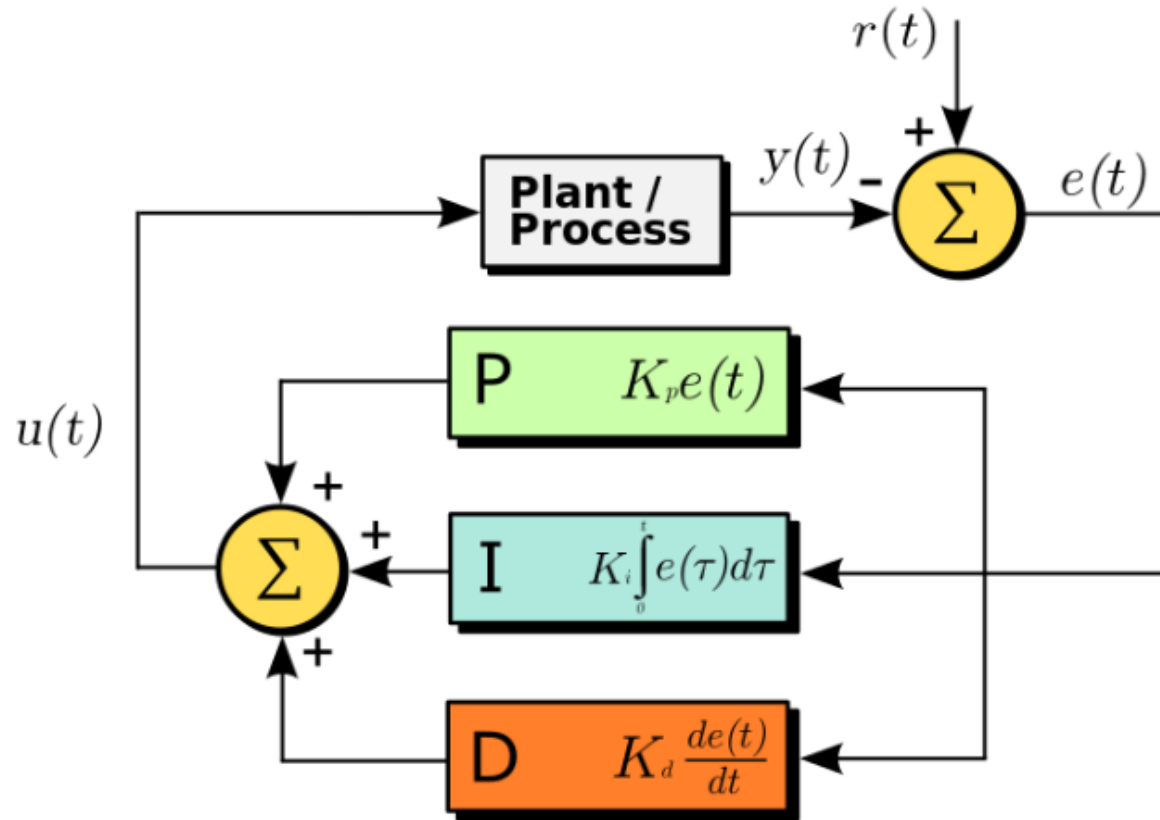 r(t)
+
Plant /
Process
y(t)
-
Σ
e(t)
P K_p e(t)
u(t)
+
+
Σ
I K_i ∫_0^t e(τ)dτ
+
D K_d de(t)/dt